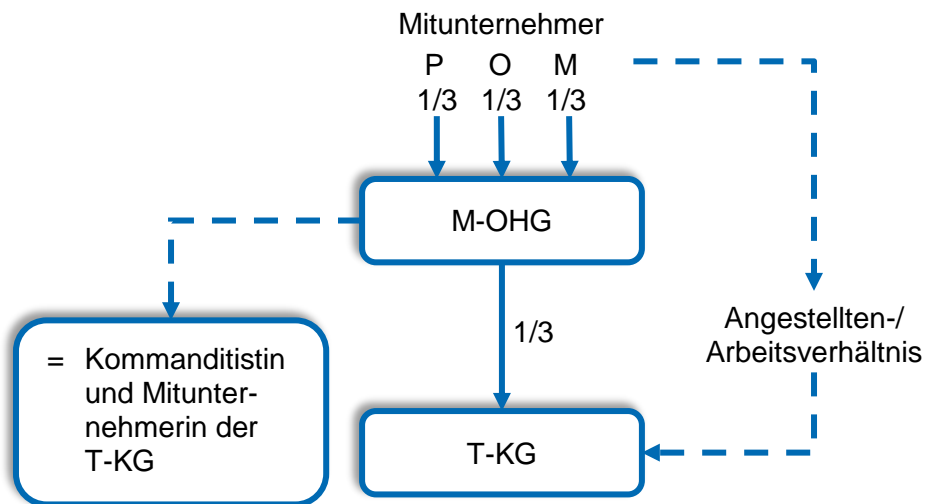 Mitunternehmer
P O M
1/3 1/3 1/3
M-OHG
1/3
Angestellten-/
Arbeitsverhältnis
= Kommanditistin
und Mitunter-
nehmerin der
T-KG
T-KG